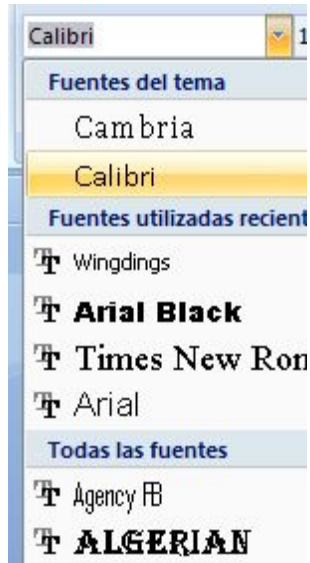 Calibri 1
Fuentes del tema
Cambria
Calibri
Fuentes utilizadas recient
Wingdings
Arial Black
Times New Ron
Arial
Todas las fuentes
Agency FB
ALGERIAN